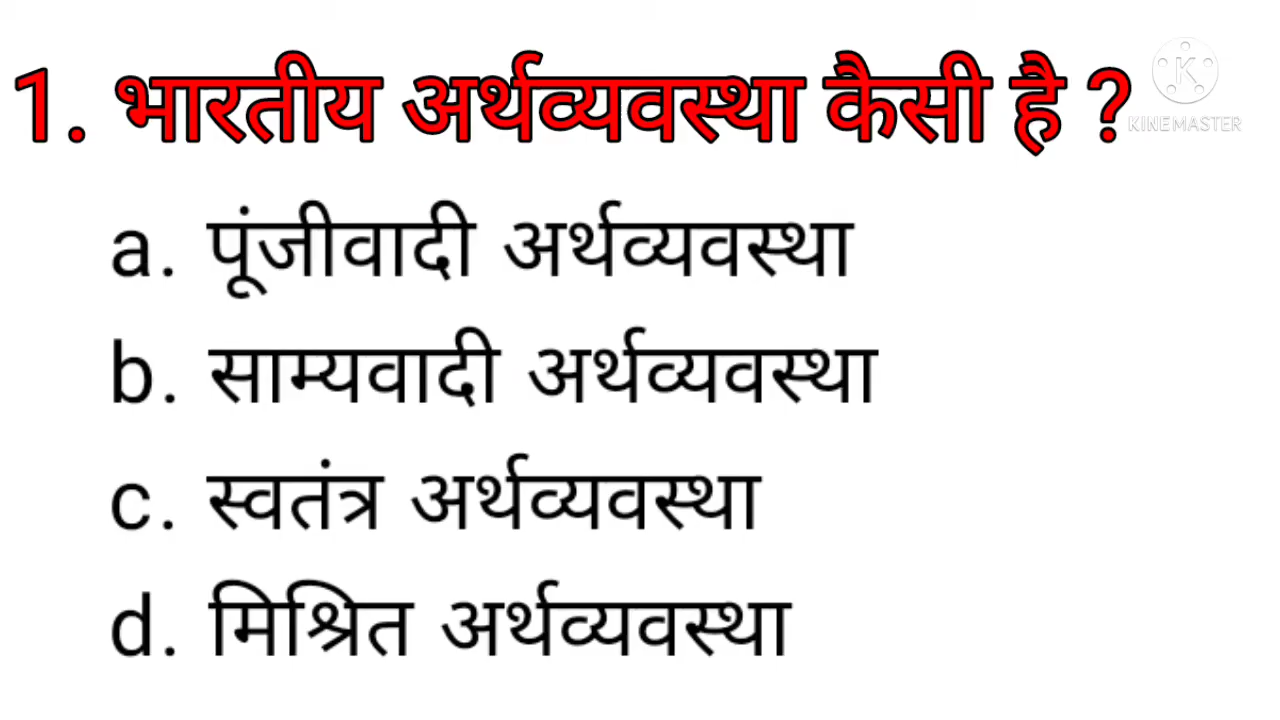 1. भारतीय अर्थव्यवस्था कैसी है ?
KINEMASTER
a. पूंजीवादी अर्थव्यवस्था
b. साम्यवादी अर्थव्यवस्था
c. स्वतंत्र अर्थव्यवस्था
d. मिश्रित अर्थव्यवस्था